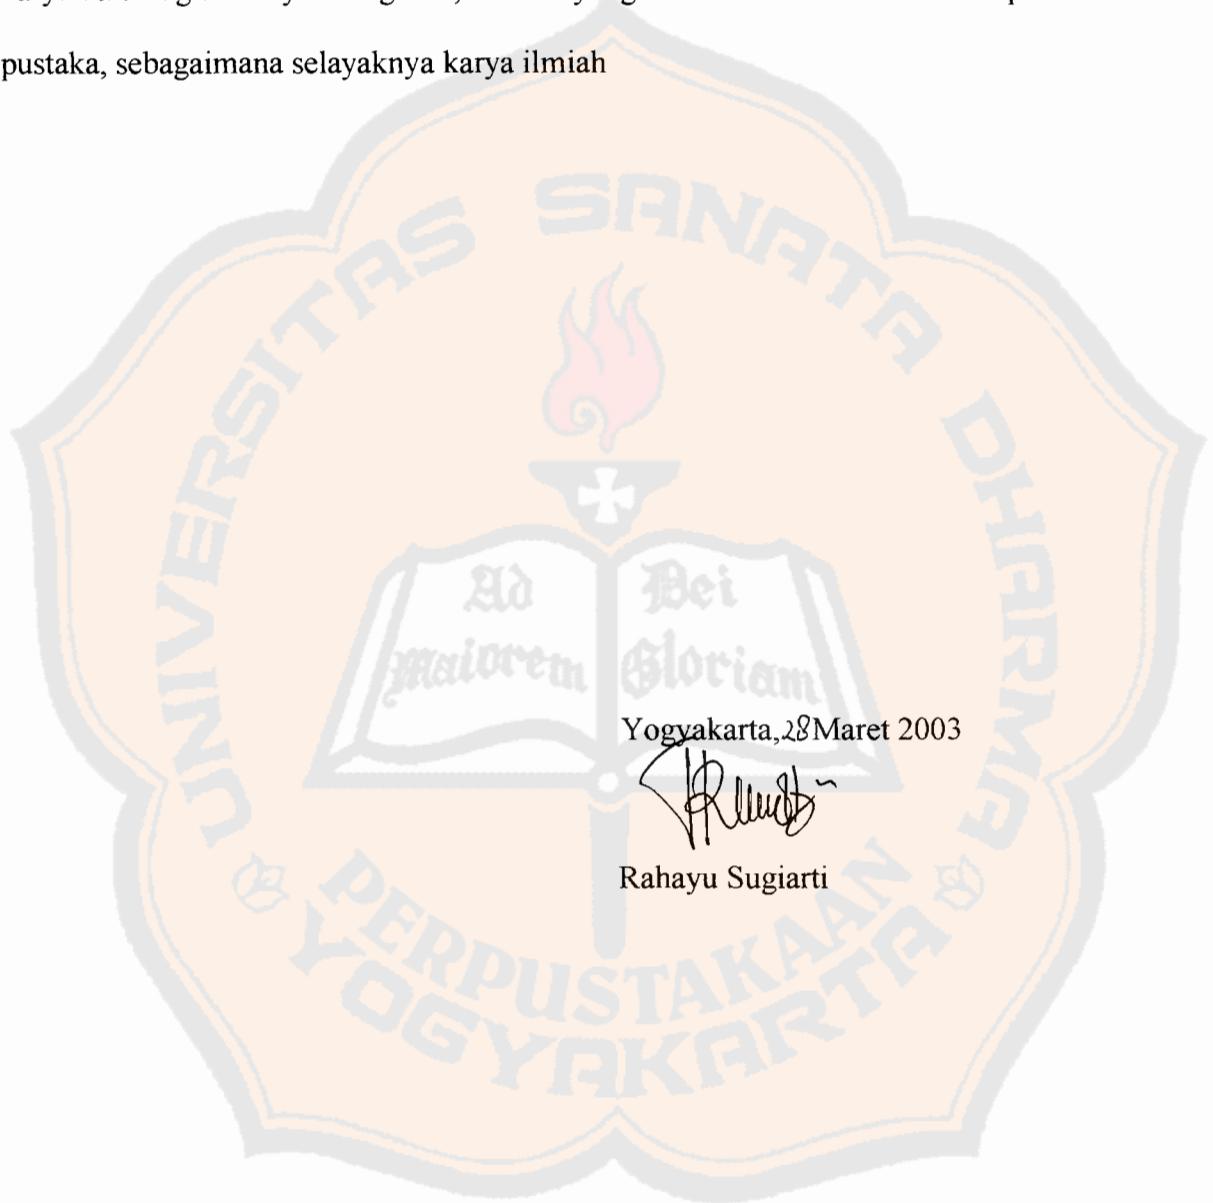 pustaka, sebagaimana selayaknya karya ilmiah
UNIVERSITAS SANATA DHARMA
Ad Dei
maiorem Gloriam
Yogyakarta, 28 Maret 2003
Rahayu Sugiarti
PERPUSTAKAAN
YOGYAKARTA